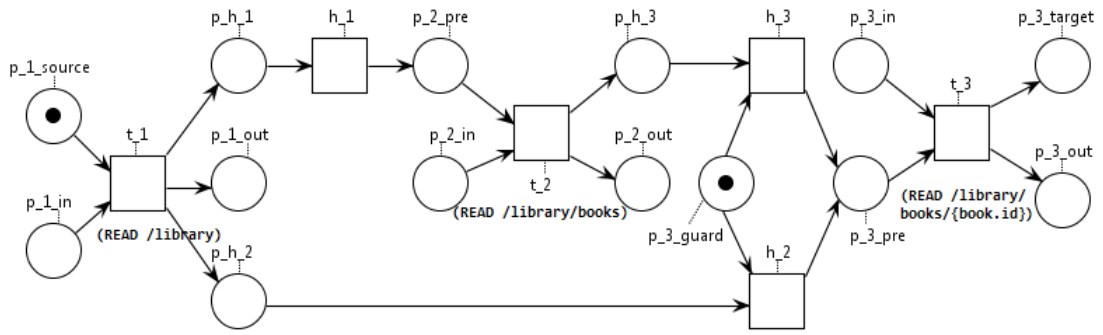 p_h_1
h_1
p_2_pre
p_h_3
h_3
p_3_in
p_3_target
p_1_source
t_1
p_1_out
p_2_in
p_2_out
t_3
t_2
p_1_in
(READ /library)
(READ /library/books)
(READ /library/
books/{book.id})
p_3_out
p_3_guard
p_3_pre
p_h_2
h_2